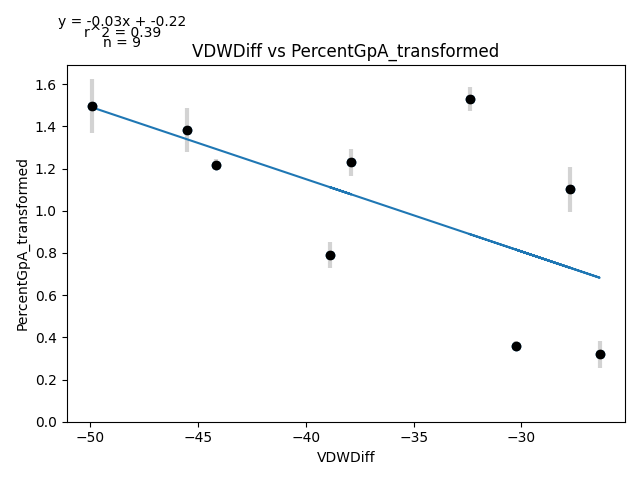 y = -0.03x + -0.22
r^2 = 0.39
n = 9
VDWDiff vs PercentGpA_transformed
1.6
1.4
1.2
1.0
0.8
0.6
0.4
0.2
0.0
PercentGpA_transformed
−50
−45
−40
−35
−30
VDWDiff